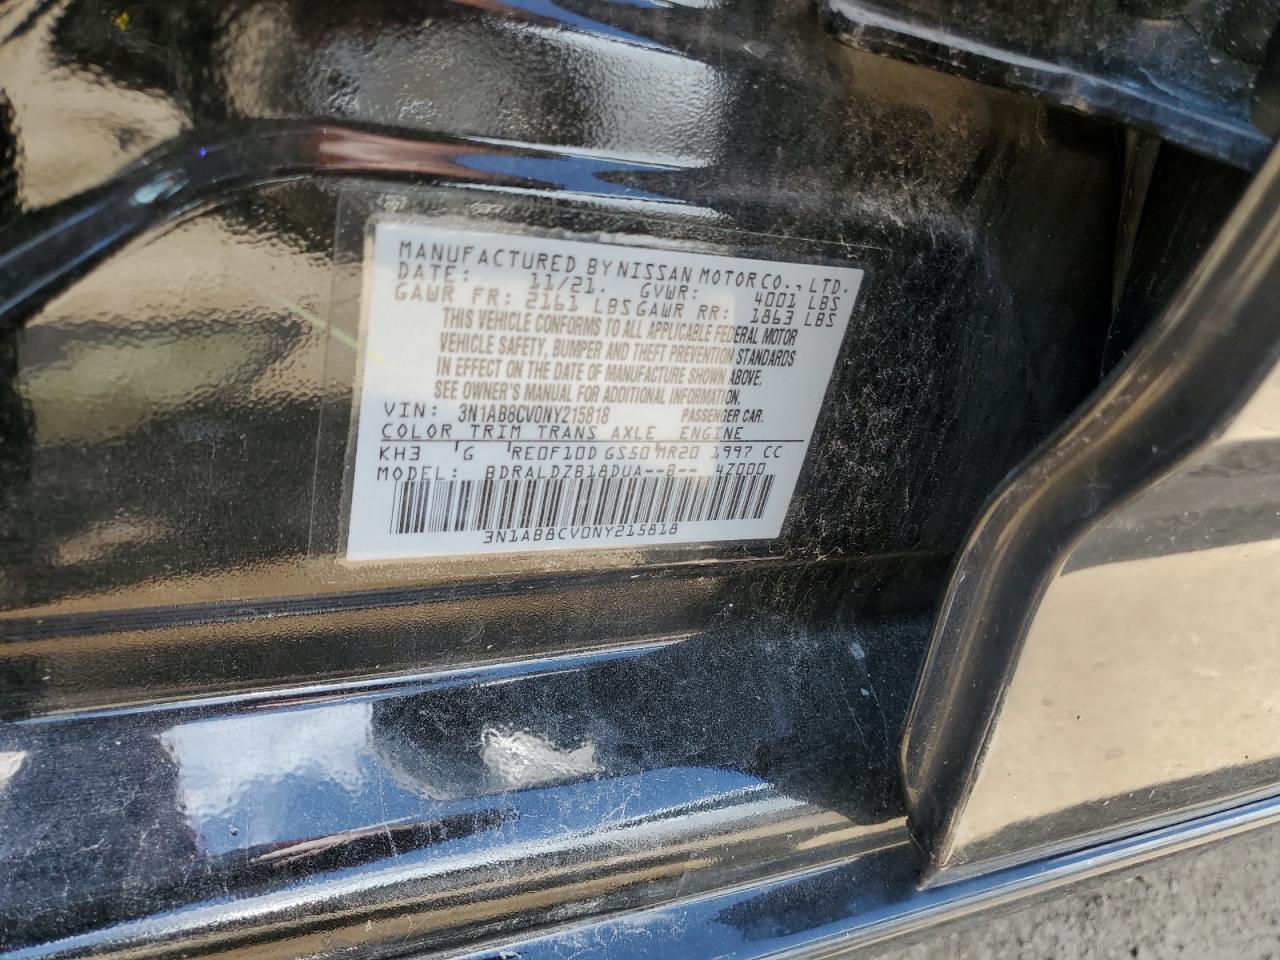 MANUFACTURED BY NISSAN MOTOR CO., LTD.
DATE: 11/21. GVWR: 4001 LBS
GAWR FR: 2161 LBS GAWR RR: 1863 LBS
THIS VEHICLE CONFORMS TO ALL APPLICABLE FEDERAL MOTOR
VEHICLE SAFETY, BUMPER AND THEFT PREVENTION STANDARDS
IN EFFECT ON THE DATE OF MANUFACTURE SHOWN ABOVE.
SEE OWNER'S MANUAL FOR ADDITIONAL INFORMATION.
VIN: 3N1AB8CV0NY215818 PASSENGER CAR.
COLOR TRIM TRANS AXLE ENGINE
KH3 G RE0F10D GS50 MR20 1997 CC
MODEL: BDRALDZB18DUA--B-- 4Z000
3N1AB8CV0NY215818